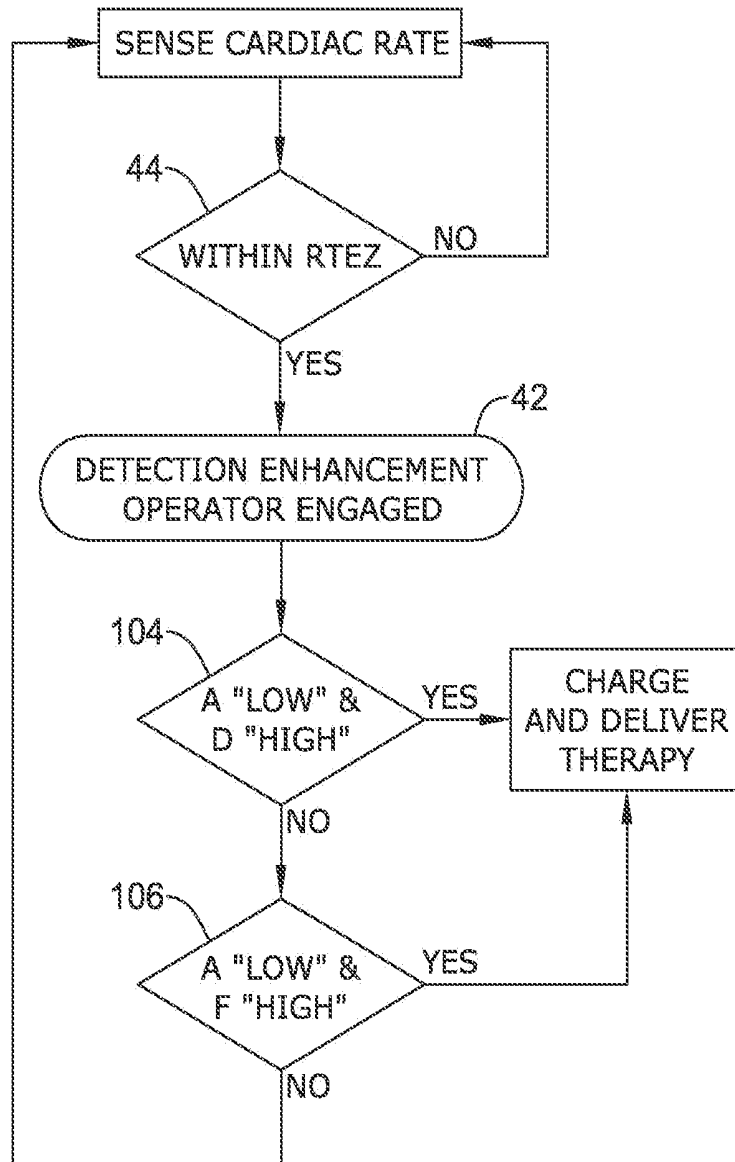 SENSE CARDIAC RATE
44
WITHIN RTEZ
NO
YES
42
DETECTION ENHANCEMENT
OPERATOR ENGAGED
104
A "LOW" &
D "HIGH"
YES
CHARGE
AND DELIVER
THERAPY
NO
106
A "LOW" &
F "HIGH"
YES
NO